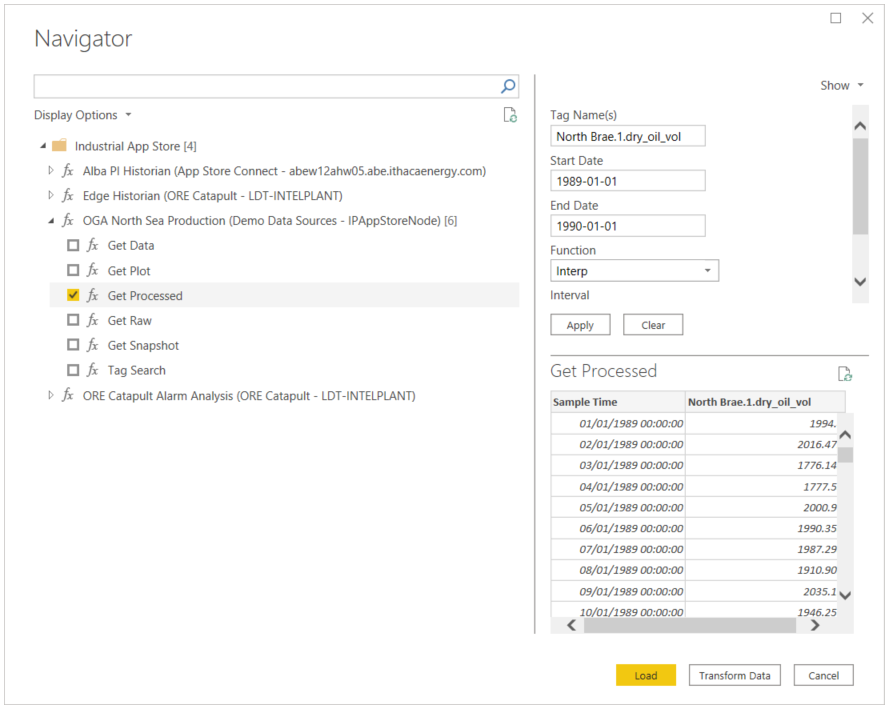 Navigator
Display Options
Industrial App Store [4]
fx Alba PI Historian (App Store Connect - abew12ahw05.abe.ithacaenergy.com)
fx Edge Historian (ORE Catapult - LDT-INTELPLANT)
fx OGA North Sea Production (Demo Data Sources - IPAppStoreNode) [6]
fx Get Data
fx Get Plot
fx Get Processed
fx Get Raw
fx Get Snapshot
fx Tag Search
fx ORE Catapult Alarm Analysis (ORE Catapult - LDT-INTELPLANT)
Show
Tag Name(s)
North Brae.1.dry_oil_vol
Start Date
1989-01-01
End Date
1990-01-01
Function
Interp
Interval
Apply Clear
Get Processed
Sample Time North Brae.1.dry_oil_vol
01/01/1989 00:00:00 1994.
02/01/1989 00:00:00 2016.47
03/01/1989 00:00:00 1776.14
04/01/1989 00:00:00 1777.5
05/01/1989 00:00:00 2000.9
06/01/1989 00:00:00 1990.35
07/01/1989 00:00:00 1987.29
08/01/1989 00:00:00 1910.90
09/01/1989 00:00:00 2035.1
10/01/1989 00:00:00 1946.25
Load Transform Data Cancel